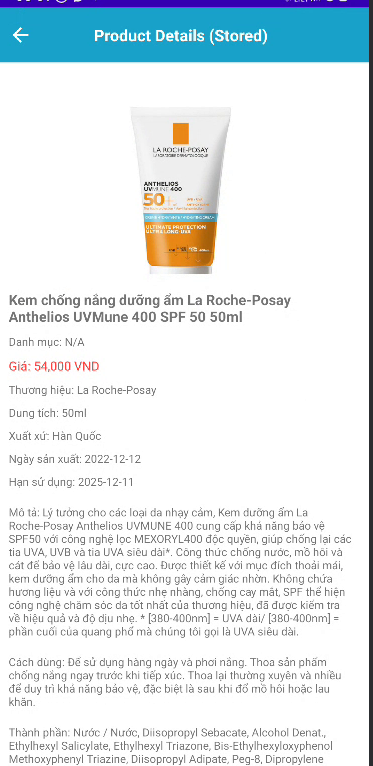 Product Details (Stored)
LA ROCHE-POSAY
LABORATOIRE DERMATOLOGIQUE
ANTHELIOS
UVMUNE 400
50+
ULTIMATE PROTECTION
ULTRA LONG-UVA
Kem chống nắng dưỡng ẩm La Roche-Posay
Anthelios UVMune 400 SPF 50 50ml
Danh mục: N/A
Giá: 54,000 VND
Thương hiệu: La Roche-Posay
Dung tích: 50ml
Xuất xứ: Hàn Quốc
Ngày sản xuất: 2022-12-12
Hạn sử dụng: 2025-12-11
Mô tả: Lý tưởng cho các loại da nhạy cảm, Kem dưỡng ẩm La
Roche-Posay Anthelios UVMUNE 400 cung cấp khả năng bảo vệ
SPF50 với công nghệ lọc MEXORYL400 độc quyền, giúp chống lại các
tia UVA, UVB và tia UVA siêu dài*. Công thức chống nước, mồ hôi và
cát để bảo vệ lâu dài, cực cao. Được thiết kế với mục đích thoải mái,
kem dưỡng ẩm cho da mà không gây cảm giác nhờn. Không chứa
hương liệu và với công thức nhẹ nhàng, chống cay mắt, SPF thể hiện
công nghệ chăm sóc da tốt nhất của thương hiệu, đã được kiểm tra
về hiệu quả và độ dịu nhẹ. * [380-400nm] = UVA dài/ [380-400nm] =
phần cuối của quang phổ mà chúng tôi gọi là UVA siêu dài.
Cách dùng: Để sử dụng hàng ngày và phơi nắng. Thoa sản phẩm
chống nắng ngay trước khi tiếp xúc. Thoa lại thường xuyên và nhiều
để duy trì khả năng bảo vệ, đặc biệt là sau khi đổ mồ hôi hoặc lau
khăn.
Thành phần: Nước / Nước, Diisopropyl Sebacate, Alcohol Denat.,
Ethylhexyl Salicylate, Ethylhexyl Triazone, Bis-Ethylhexyloxyphenol
Methoxyphenyl Triazine, Diisopropyl Adipate, Peg-8, Dipropylene